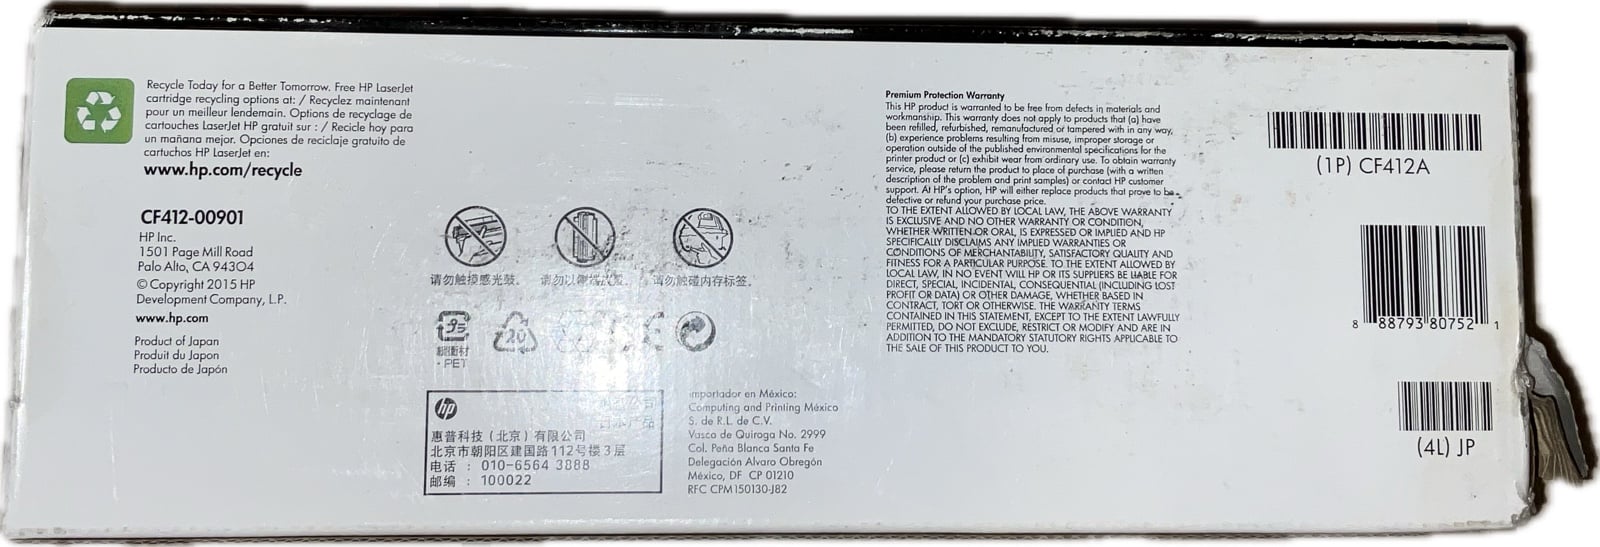 Recycle Today for a Better Tomorrow. Free HP LaserJet
cartridge recycling options at: / Recyclez maintenant
pour un meilleur lendemain. Options de recyclage de
cartouches LaserJet HP gratuit sur : / Recicle hoy para
un mañana mejor. Opciones de reciclaje gratuito de
cartuchos HP LaserJet en:
www.hp.com/recycle
CF412-00901
HP Inc.
1501 Page Mill Road
Palo Alto, CA 94304
© Copyright 2015 HP
Development Company, L.P.
www.hp.com
Product of Japan
Produit du Japon
Producto de Japón
请勿触摸感光鼓。
请勿以
请勿触碰内存标签。
95
PET
20
hp
惠普科技（北京）有限公司
北京市朝阳区建国路112号楼3层
电话 : 010-6564 3888
邮编 : 100022
Importador en México:
Computing and Printing México
S. de R.L. de C.V.
Vasco de Quiroga No. 2999
Col. Peña Blanca Santa Fe
Delegación Alvaro Obregón
México, DF CP 01210
RFC CPM150130-J82
Premium Protection Warranty
This HP product is warranted to be free from defects in materials and
workmanship. This warranty does not apply to products that (a) have
been refilled, refurbished, remanufactured or tampered with in any way,
(b) experience problems resulting from misuse, improper storage or
operation outside of the published environmental specifications for the
printer product or (c) exhibit wear from ordinary use. To obtain warranty
service, please return the product to place of purchase (with a written
description of the problem and print samples) or contact HP customer
support. At HP's option, HP will either replace products that prove to be
defective or refund your purchase price.
TO THE EXTENT ALLOWED BY LOCAL LAW, THE ABOVE WARRANTY
IS EXCLUSIVE AND NO OTHER WARRANTY OR CONDITION,
WHETHER WRITTEN OR ORAL, IS EXPRESSED OR IMPLIED AND HP
SPECIFICALLY DISCLAIMS ANY IMPLIED WARRANTIES OR
CONDITIONS OF MERCHANTABILITY, SATISFACTORY QUALITY AND
FITNESS FOR A PARTICULAR PURPOSE. TO THE EXTENT ALLOWED BY
LOCAL LAW, IN NO EVENT WILL HP OR ITS SUPPLIERS BE LIABLE FOR
DIRECT, SPECIAL, INCIDENTAL, CONSEQUENTIAL (INCLUDING LOST
PROFIT OR DATA) OR OTHER DAMAGE, WHETHER BASED IN
CONTRACT, TORT OR OTHERWISE. THE WARRANTY TERMS
CONTAINED IN THIS STATEMENT, EXCEPT TO THE EXTENT LAWFULLY
PERMITTED, DO NOT EXCLUDE, RESTRICT OR MODIFY AND ARE IN
ADDITION TO THE MANDATORY STATUTORY RIGHTS APPLICABLE TO
THE SALE OF THIS PRODUCT TO YOU.
(1P) CF412A
8 88793 80752 1
(4L) JP